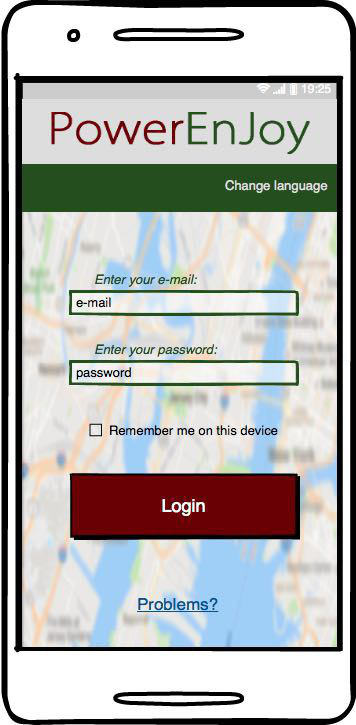 19:25
PowerEnJoy
Change language
Enter your e-mail:
e-mail
Enter your password:
password
Remember me on this device
Login
Problems?